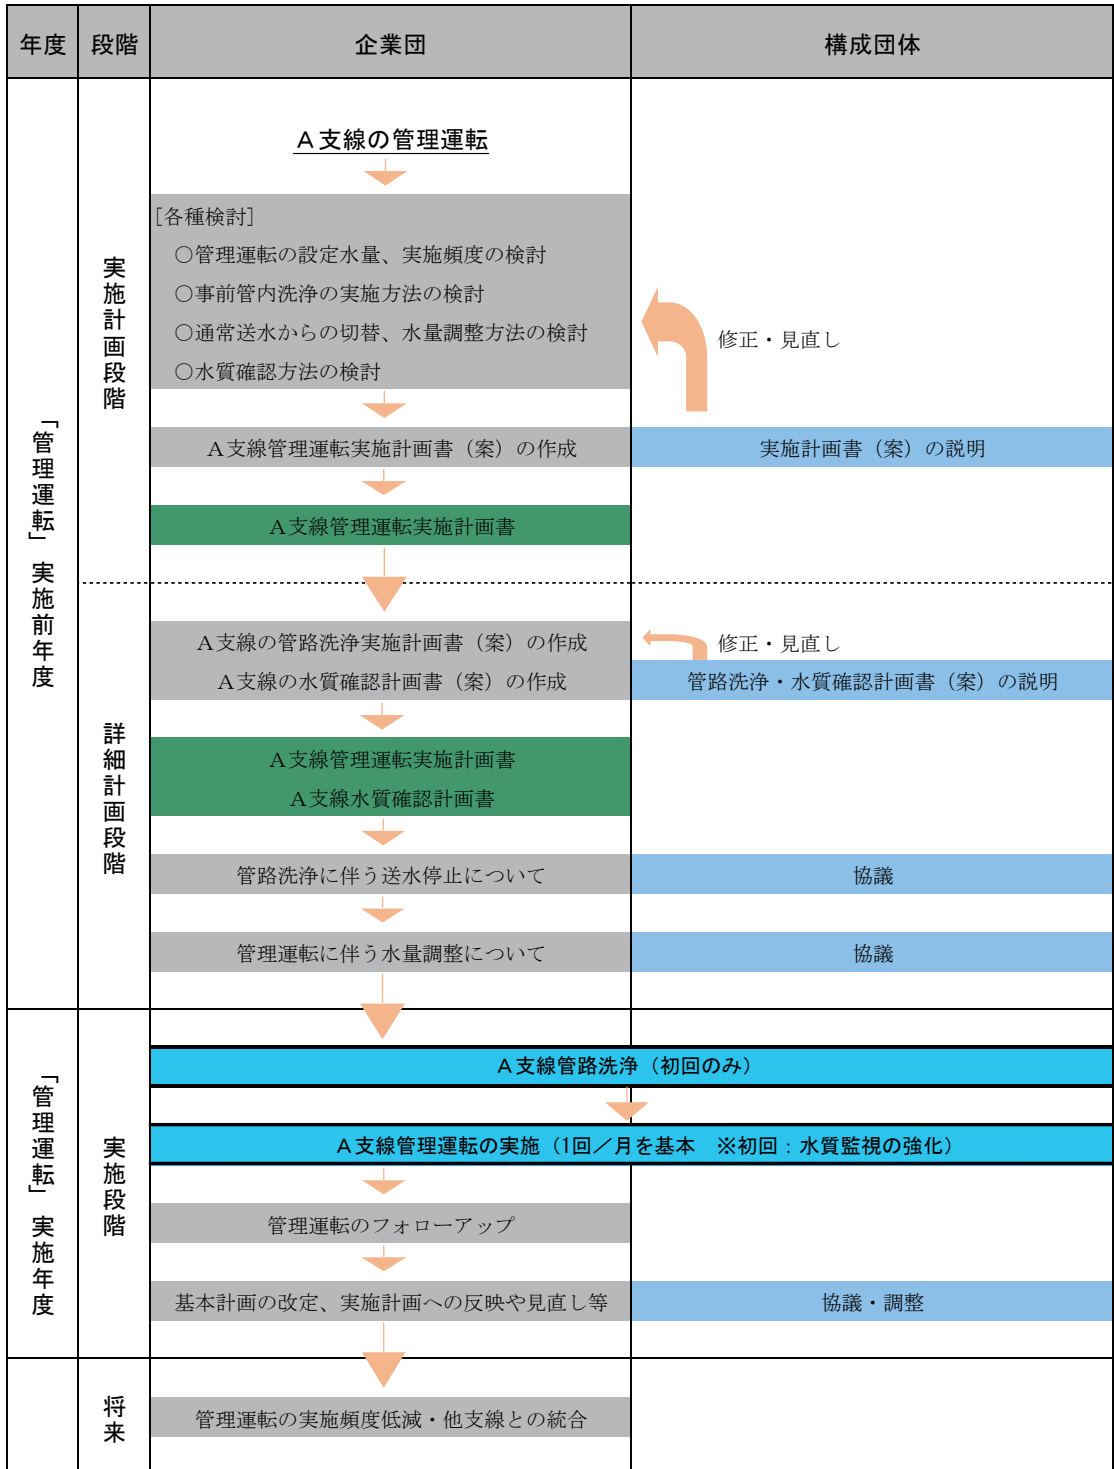 年度 段階 企業団 構成団体
「管理運転」実施前年度
実施計画段階
A支線の管理運転
[各種検討]
○管理運転の設定水量、実施頻度の検討
○事前管内洗浄の実施方法の検討
○通常送水からの切替、水量調整方法の検討
○水質確認方法の検討
修正・見直し
A支線管理運転実施計画書（案）の作成 実施計画書（案）の説明
A支線管理運転実施計画書
詳細計画段階
A支線の管路洗浄実施計画書（案）の作成 修正・見直し
A支線の水質確認計画書（案）の作成 管路洗浄・水質確認計画書（案）の説明
A支線管理運転実施計画書
A支線水質確認計画書
管路洗浄に伴う送水停止について 協議
管理運転に伴う水量調整について 協議
「管理運転」実施年度
実施段階
A支線管路洗浄（初回のみ）
A支線管理運転の実施（1回／月を基本　※初回：水質監視の強化）
管理運転のフォローアップ
基本計画の改定、実施計画への反映や見直し等 協議・調整
将来
管理運転の実施頻度低減・他支線との統合